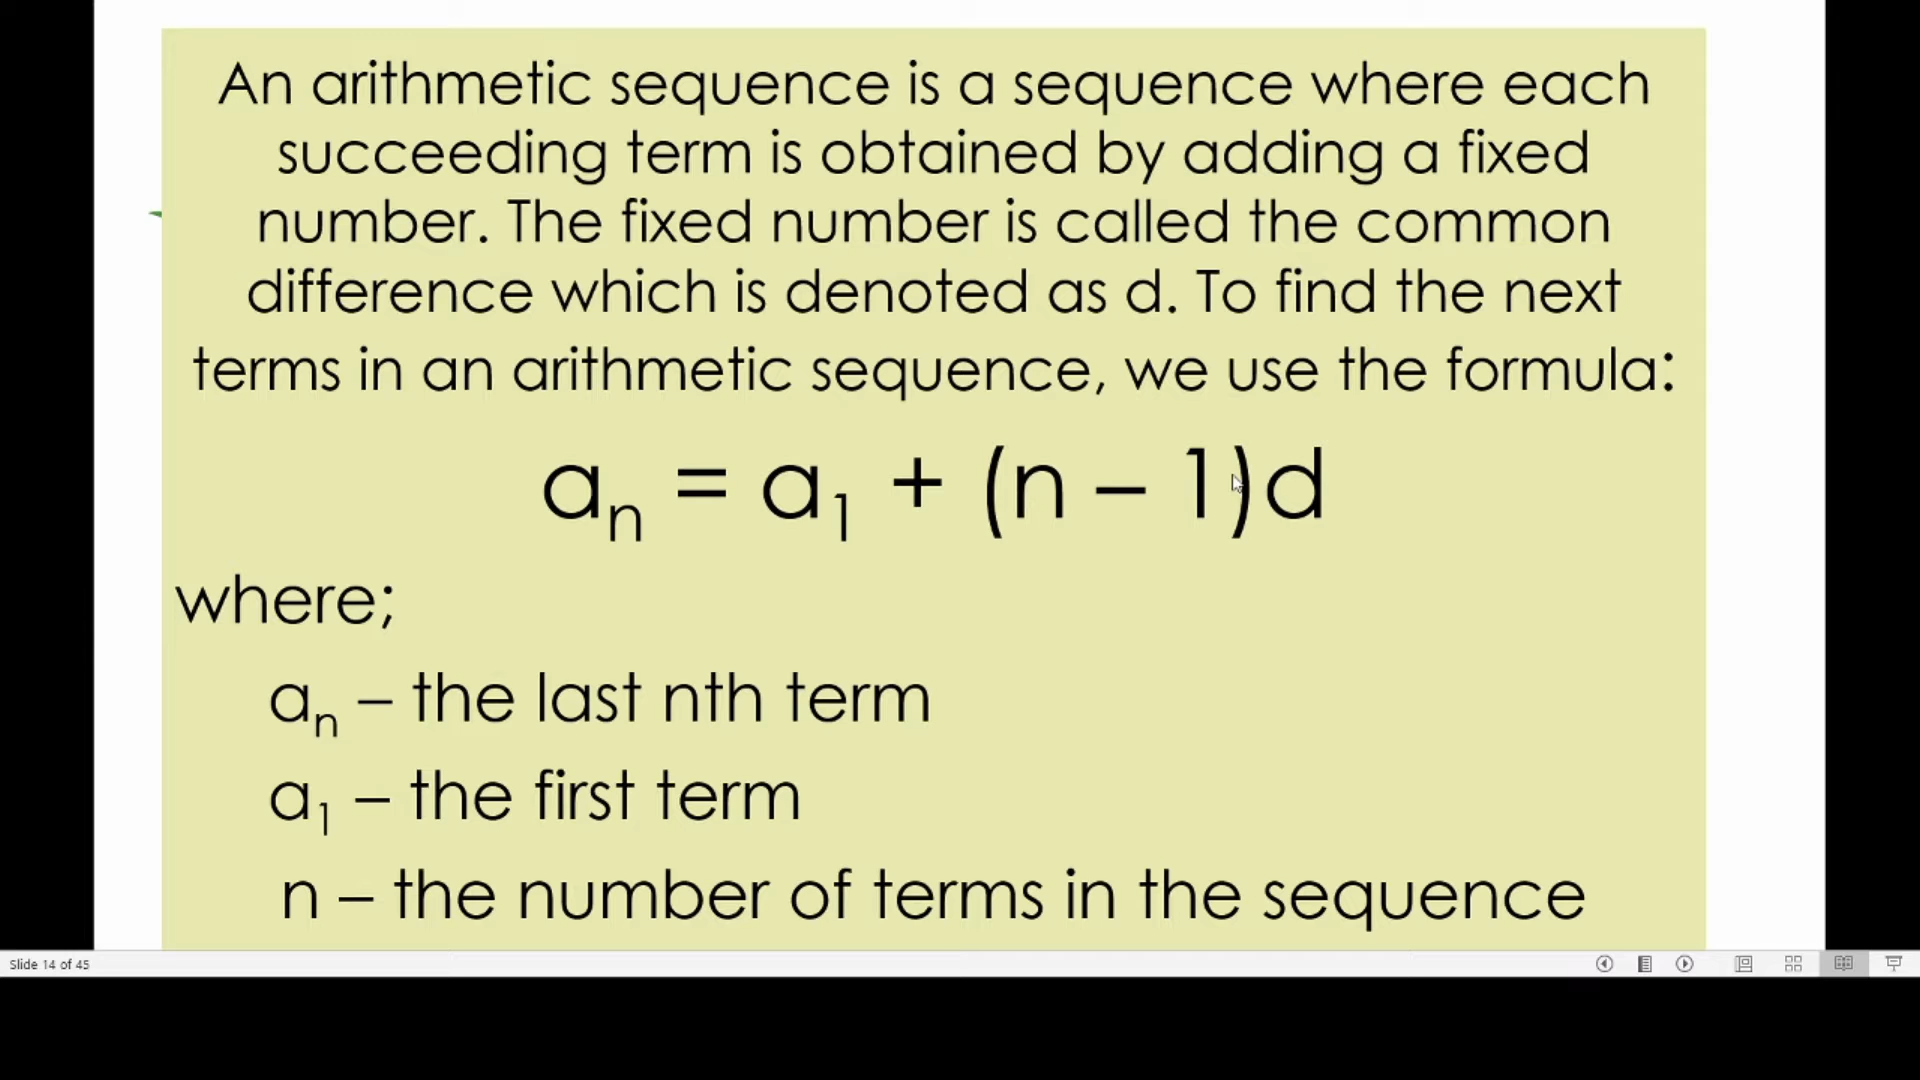 An arithmetic sequence is a sequence where each
succeeding term is obtained by adding a fixed
number. The fixed number is called the common
difference which is denoted as d. To find the next
terms in an arithmetic sequence, we use the formula:
aₙ = a₁ + (n – 1)d
where;
aₙ – the last nth term
a₁ – the first term
n – the number of terms in the sequence
Slide 14 of 45